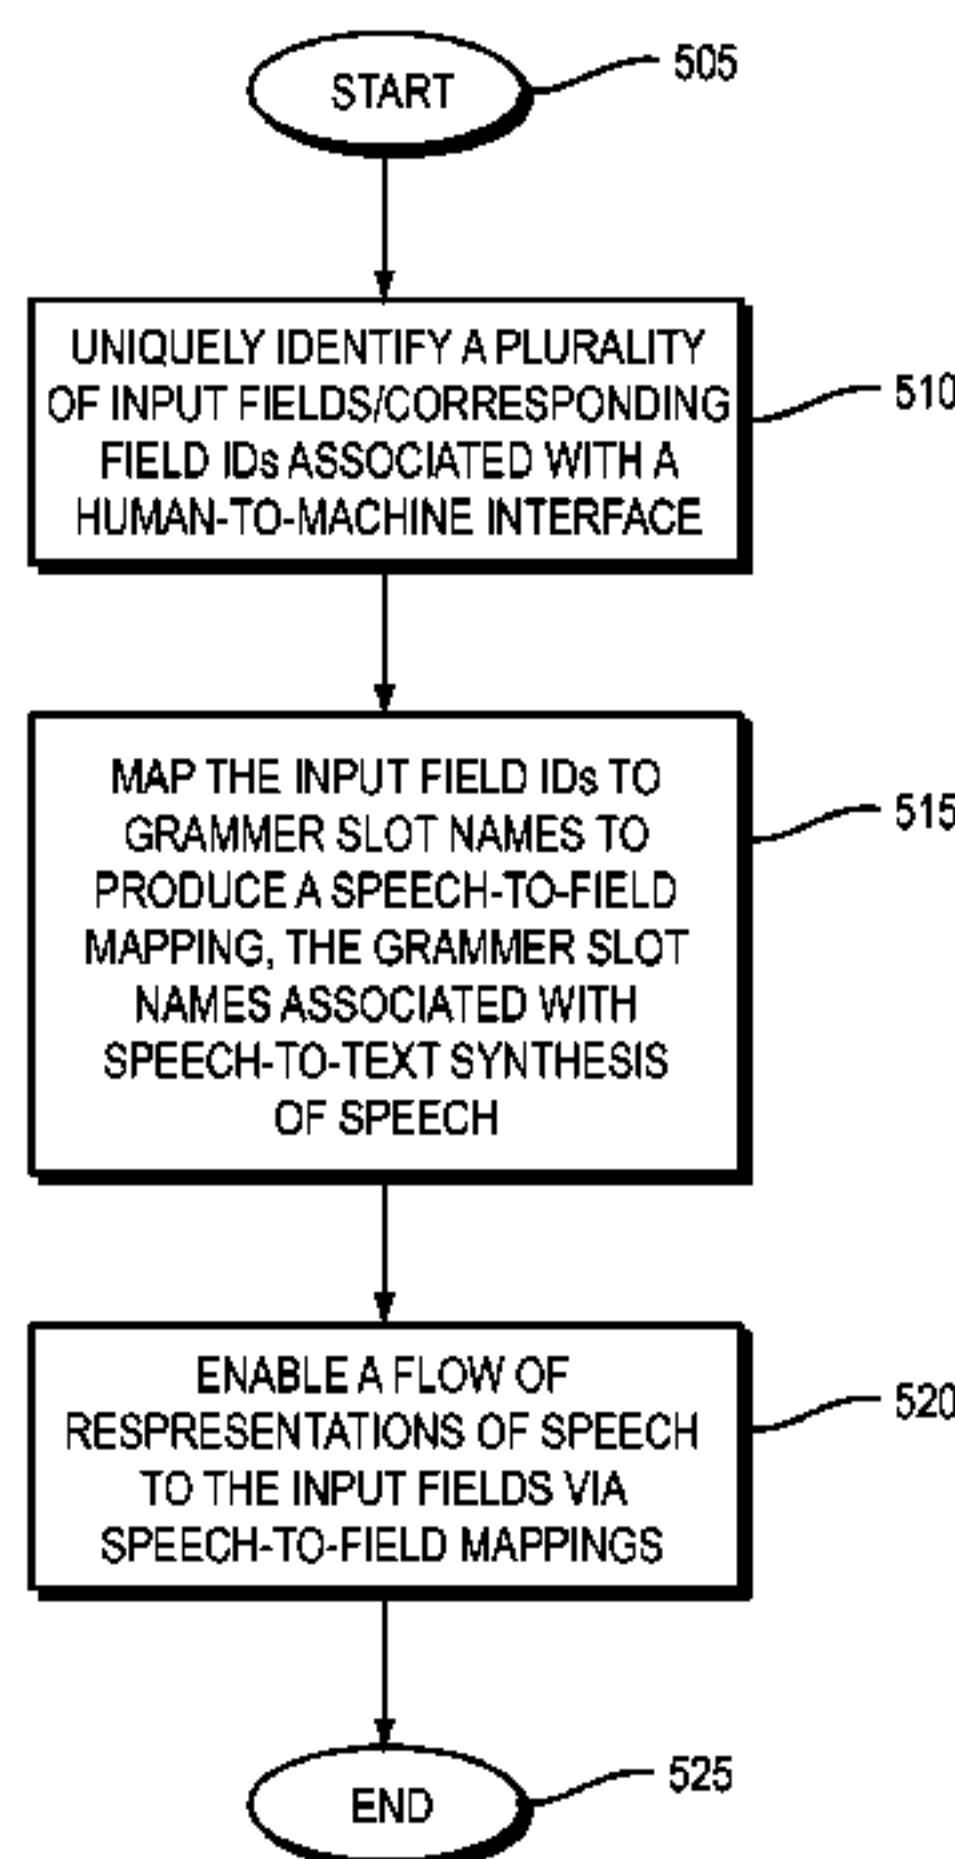 START
505
UNIQUELY IDENTIFY A PLURALITY
OF INPUT FIELDS/CORRESPONDING
FIELD IDs ASSOCIATED WITH A
HUMAN-TO-MACHINE INTERFACE
510
MAP THE INPUT FIELD IDs TO
GRAMMER SLOT NAMES TO
PRODUCE A SPEECH-TO-FIELD
MAPPING, THE GRAMMER SLOT
NAMES ASSOCIATED WITH
SPEECH-TO-TEXT SYNTHESIS
OF SPEECH
515
ENABLE A FLOW OF
RESPRESENTATIONS OF SPEECH
TO THE INPUT FIELDS VIA
SPEECH-TO-FIELD MAPPINGS
520
END
525